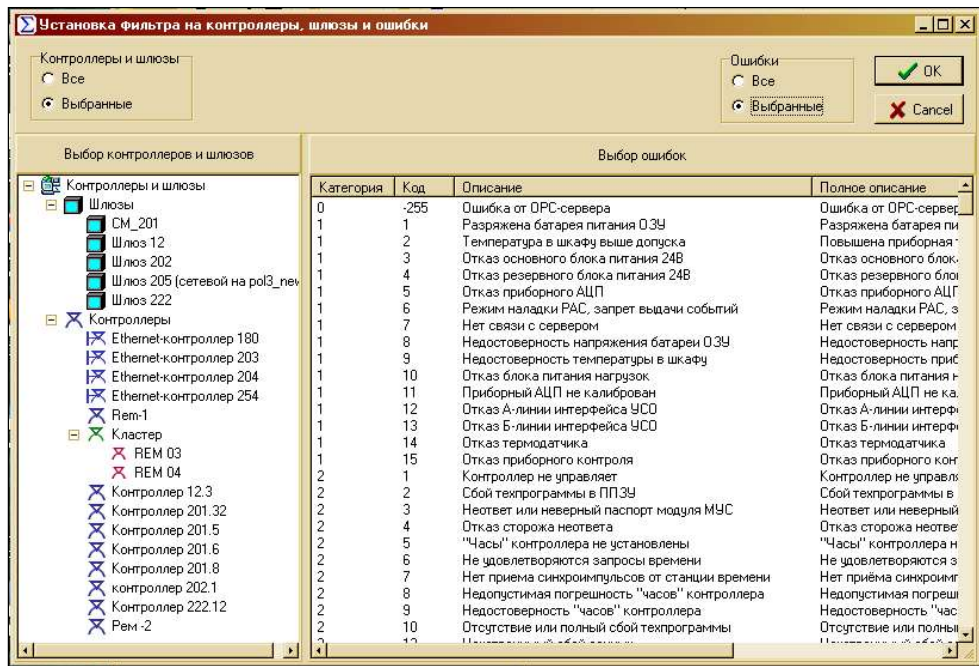 Установка фильтра на контроллеры, шлюзы и ошибки
Контроллеры и шлюзы
Все
Выбранные
Ошибки
Все
Выбранные
OK
Cancel
Выбор контроллеров и шлюзов
Контроллеры и шлюзы
Шлюзы
СМ_201
Шлюз 12
Шлюз 202
Шлюз 205 (сетевой на pol3_new
Шлюз 222
Контроллеры
Ethernet-контроллер 180
Ethernet-контроллер 203
Ethernet-контроллер 204
Ethernet-контроллер 254
Rem-1
Кластер
REM 03
REM 04
Контроллер 12.3
Контроллер 201.32
Контроллер 201.5
Контроллер 201.6
Контроллер 201.8
контроллер 202.1
Контроллер 222.12
Рем -2
Выбор ошибок
Категория Код Описание Полное описание
0 -255 Ошибка от OPC-сервера Ошибка от OPC-сервер
1 1 Разряжена батарея питания ОЗУ Разряжена батарея пи
1 2 Температура в шкафу выше допуска Повышена приборная
1 3 Отказ основного блока питания 24В Отказ основного блок
1 4 Отказ резервного блока питания 24В Отказ резервного бло
1 5 Отказ приборного АЦП Отказ приборного АЦП
1 6 Режим наладки РАС, запрет выдачи событий Режим наладки РАС, з
1 7 Нет связи с сервером Нет связи с сервером
1 8 Недостоверность напряжения батареи ОЗУ Недостоверность напр
1 9 Недостоверность температуры в шкафу Недостоверность приб
1 10 Отказ блока питания нагрузок Отказ блока питания н
1 11 Приборный АЦП не калиброван Приборный АЦП не ка
1 12 Отказ А-линии интерфейса УСО Отказ А-линии интерф
1 13 Отказ Б-линии интерфейса УСО Отказ Б-линии интерф
1 14 Отказ термодатчика Отказ термодатчика
1 15 Отказ приборного контроля Отказ приборного кон
2 1 Контроллер не управляет Контроллер не управля
2 2 Сбой техпрограммы в ППЗУ Сбой техпрограммы в
2 3 Неответ или неверный паспорт модуля МУС Неответ или неверный
2 4 Отказ сторожа неответа Отказ сторожа неотве
2 5 "Часы" контроллера не установлены "Часы" контроллера н
2 6 Не удовлетворяются запросы времени Не удовлетворяются з
2 7 Нет приема синхроимпульсов от станции времени Нет приёма синхроимп
2 8 Недопустимая погрешность "часов" контроллера Недопустимая погреш
2 9 Недостоверность "часов" контроллера Недостоверность "час
2 10 Отсутствие или полный сбой техпрограммы Отсутствие или полны